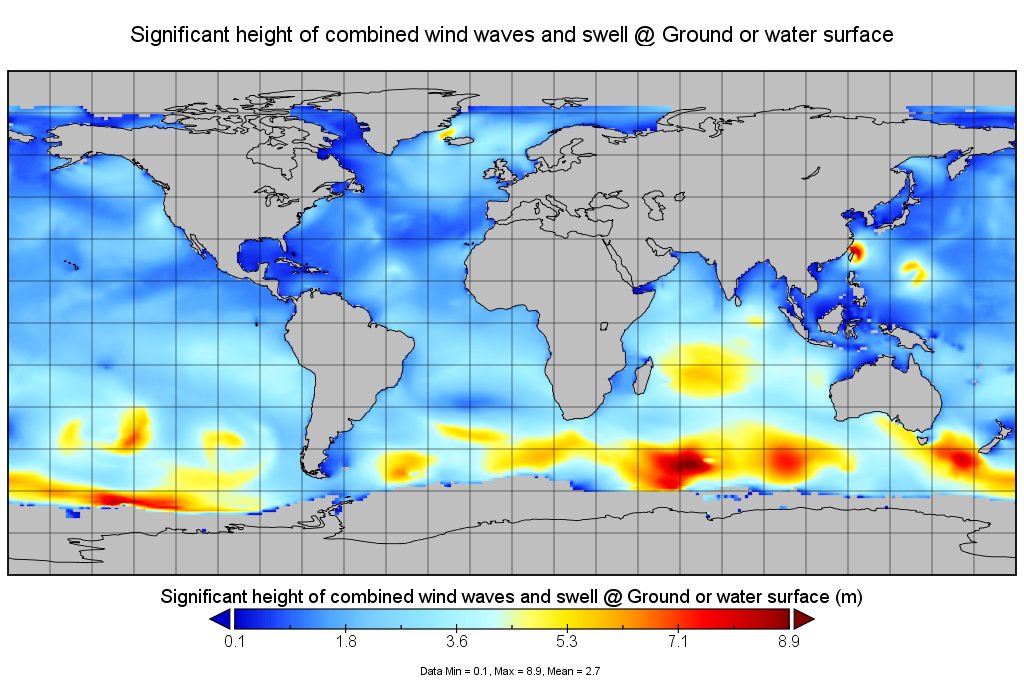 Significant height of combined wind waves and swell @ Ground or water surface
Significant height of combined wind waves and swell @ Ground or water surface (m)
0.1 1.8 3.6 5.3 7.1 8.9
Data Min = 0.1, Max = 8.9, Mean = 2.7